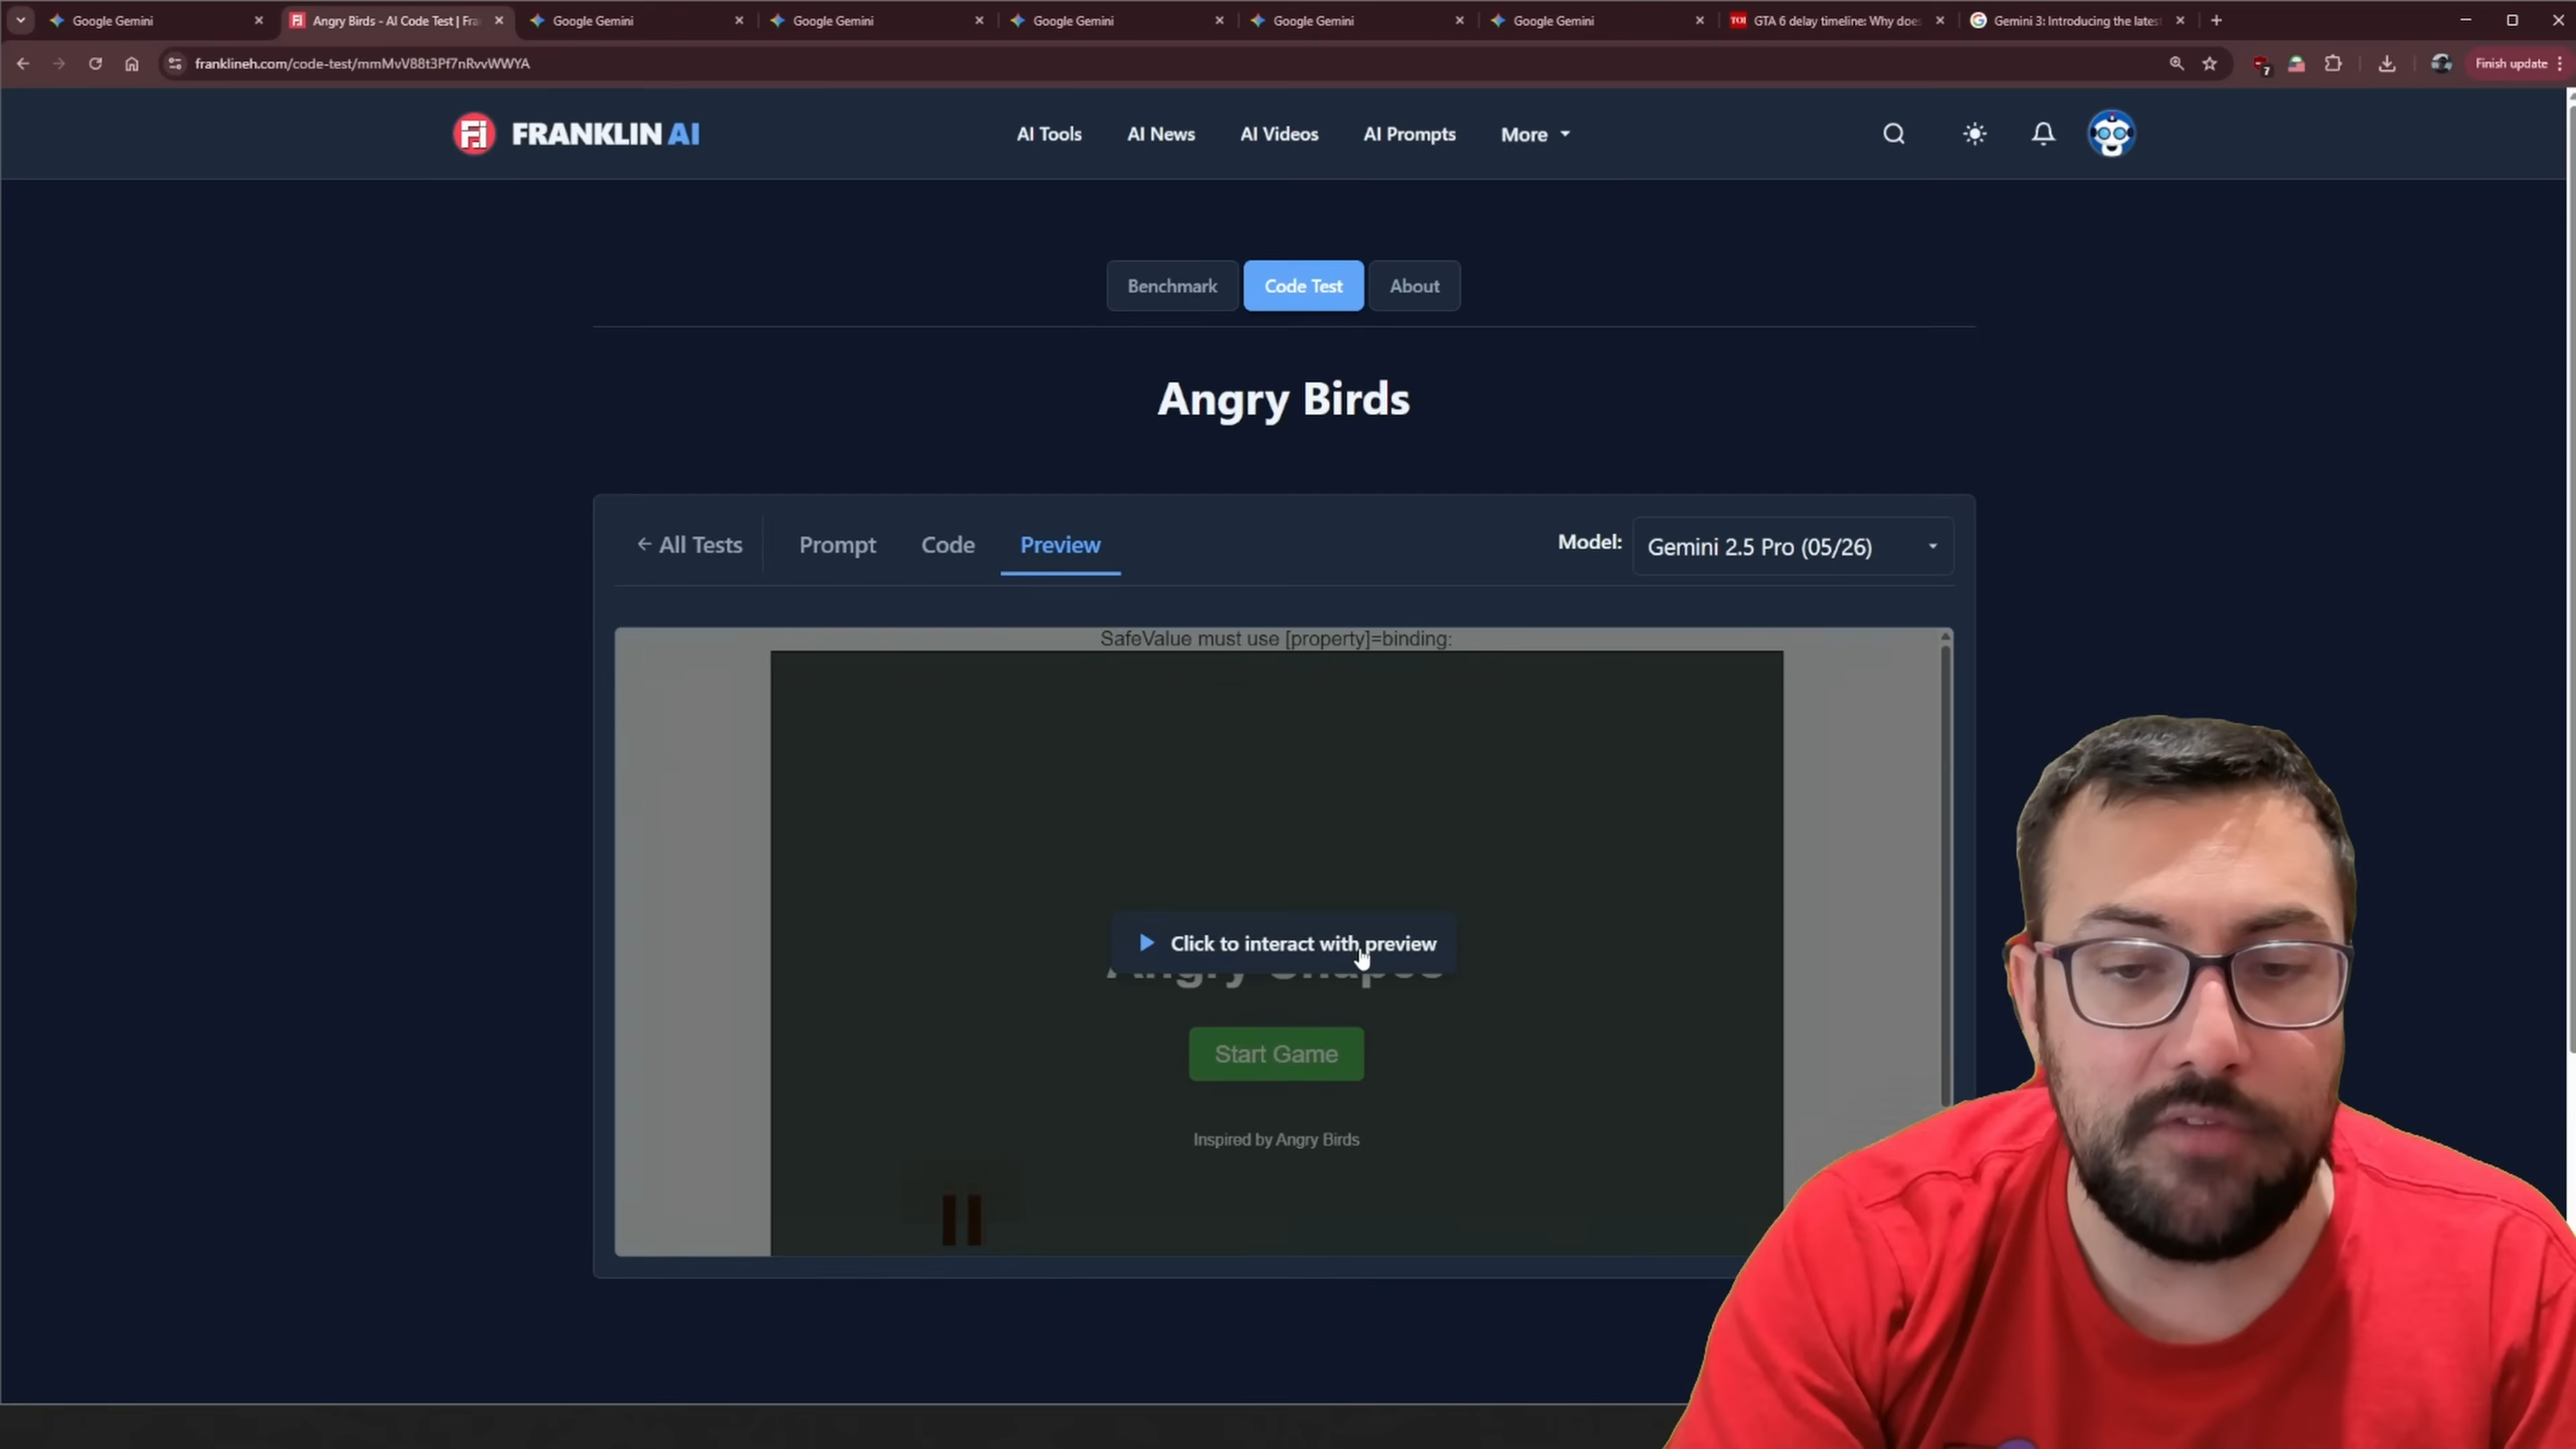 Google Gemini
Angry Birds - AI Code Test | Fra
Google Gemini
Google Gemini
Google Gemini
Google Gemini
Google Gemini
TOI GTA 6 delay timeline: Why does
Gemini 3: Introducing the latest
franklineh.com/code-test/mmMvV88t3Pf7nRvvWWYA
7
Finish update
FRANKLIN AI
AI Tools
AI News
AI Videos
AI Prompts
More
Benchmark
Code Test
About
Angry Birds
← All Tests
Prompt
Code
Preview
Model:
Gemini 2.5 Pro (05/26)
SafeValue must use [property]=binding:
Click to interact with preview
Start Game
Inspired by Angry Birds